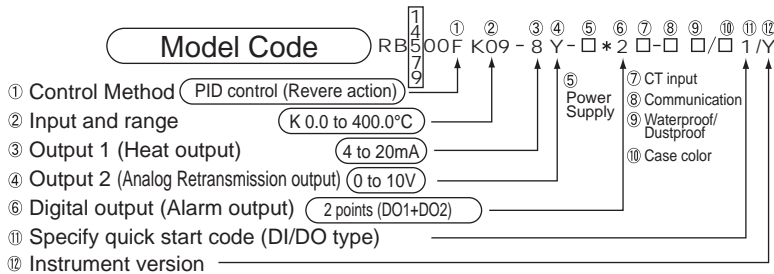 1
4
5
7
9
① ② ③ ④ ⑤ ⑥ ⑦ ⑧ ⑨ ⑩ ⑪ ⑫
Model Code
RB500F K09-8Y-□*2□-□ □/□ 1/Y
① Control Method PID control (Revere action)
② Input and range K 0.0 to 400.0°C
③ Output 1 (Heat output) 4 to 20mA
④ Output 2 (Analog Retransmission output) 0 to 10V
⑥ Digital output (Alarm output) 2 points (DO1+DO2)
⑪ Specify quick start code (DI/DO type)
⑫ Instrument version
⑤
Power
Supply
⑦ CT input
⑧ Communication
⑨ Waterproof/
Dustproof
⑩ Case color